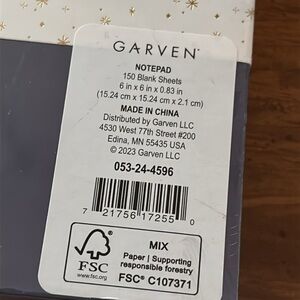 GARVEN
NOTEPAD
150 Blank Sheets
6 in x 6 in x 0.83 in
(15.24 cm x 15.24 cm x 2.1 cm)
MADE IN CHINA
Distributed by Garven LLC
4530 West 77th Street #200
Edina, MN 55435 USA
© 2023 Garven LLC
053-24-4596
7 21756 17255 0
FSC
www.fsc.org
MIX
Paper | Supporting
responsible forestry
FSC® C107371